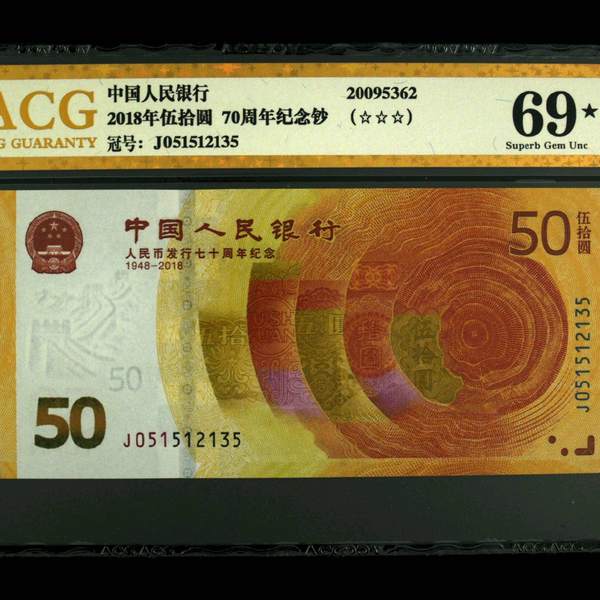 ACG
G GUARANTY
中国人民银行
2018年伍拾圆 70周年纪念钞
冠号: J051512135
20095362
(☆☆☆)
69★
Superb Gem Unc
中国人民银行
人民币发行七十周年纪念
1948-2018
50
伍拾圆
J051512135
50
50
J051512135
伍拾圆